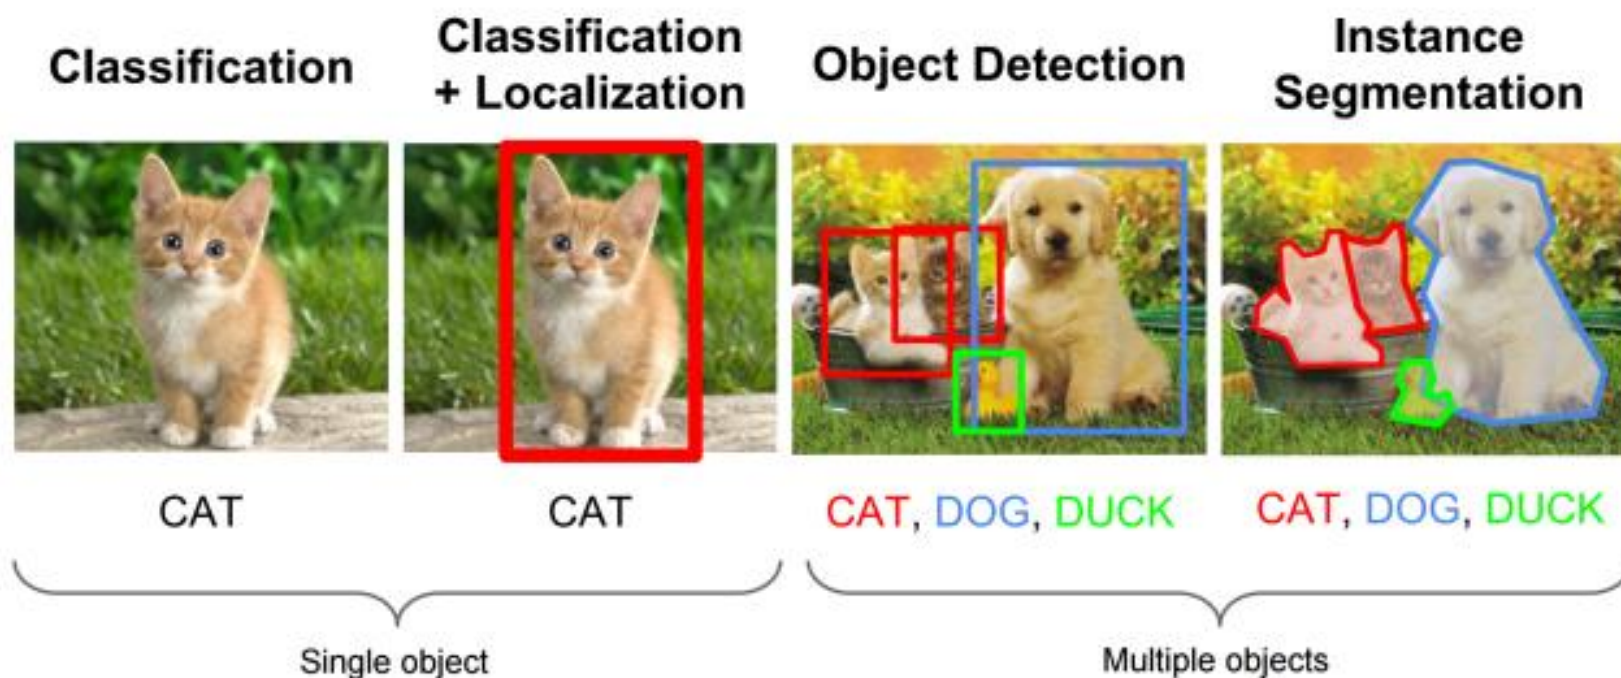 Classification
Classification
+ Localization
Object Detection
Instance
Segmentation
CAT
CAT
CAT, DOG, DUCK
CAT, DOG, DUCK
Single object
Multiple objects